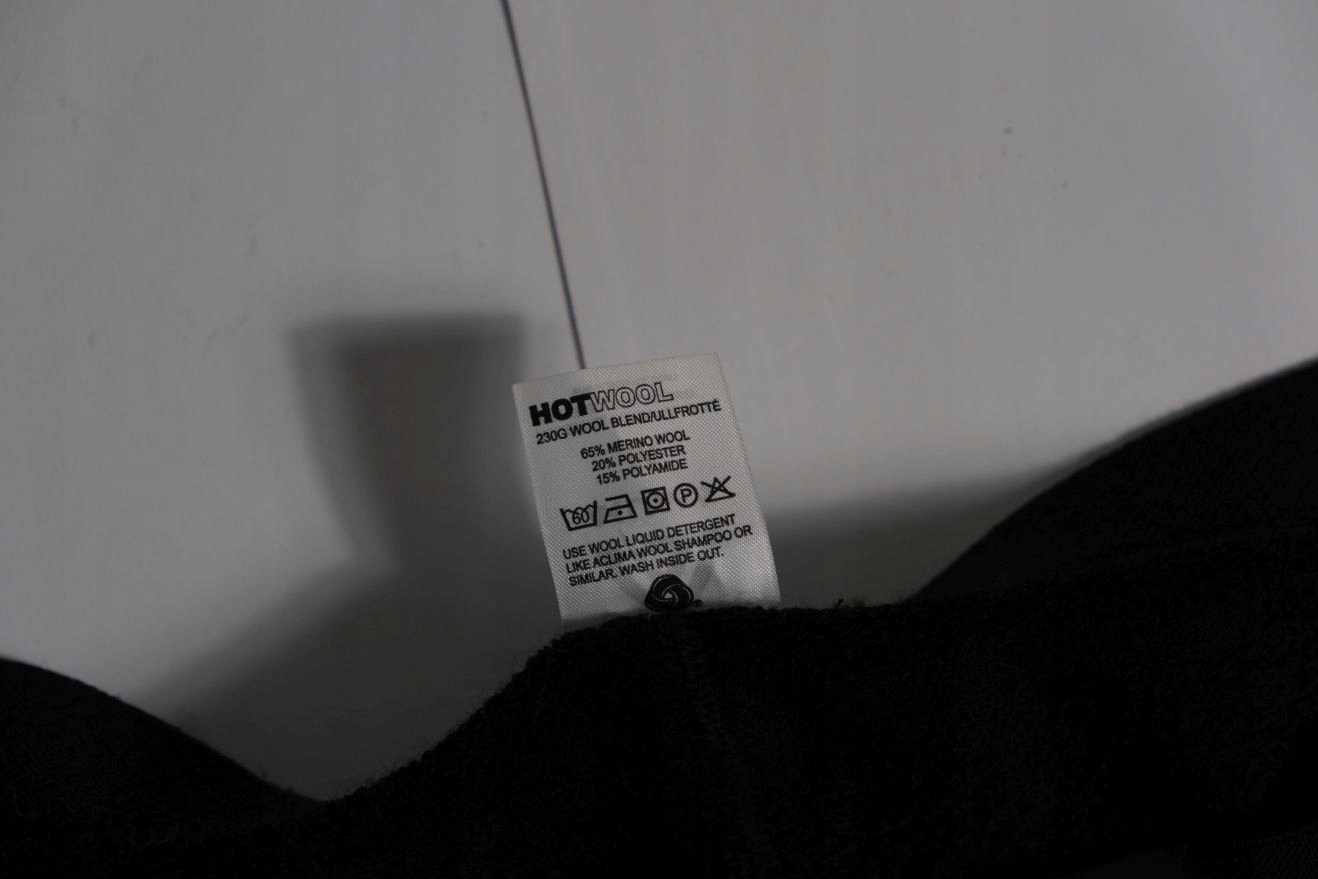 HOTWOOL
230G WOOL BLEND/ULLFROTTÉ
65% MERINO WOOL
20% POLYESTER
15% POLYAMIDE
60 P
USE WOOL LIQUID DETERGENT
LIKE ACLIMA WOOL SHAMPOO OR
SIMILAR. WASH INSIDE OUT.